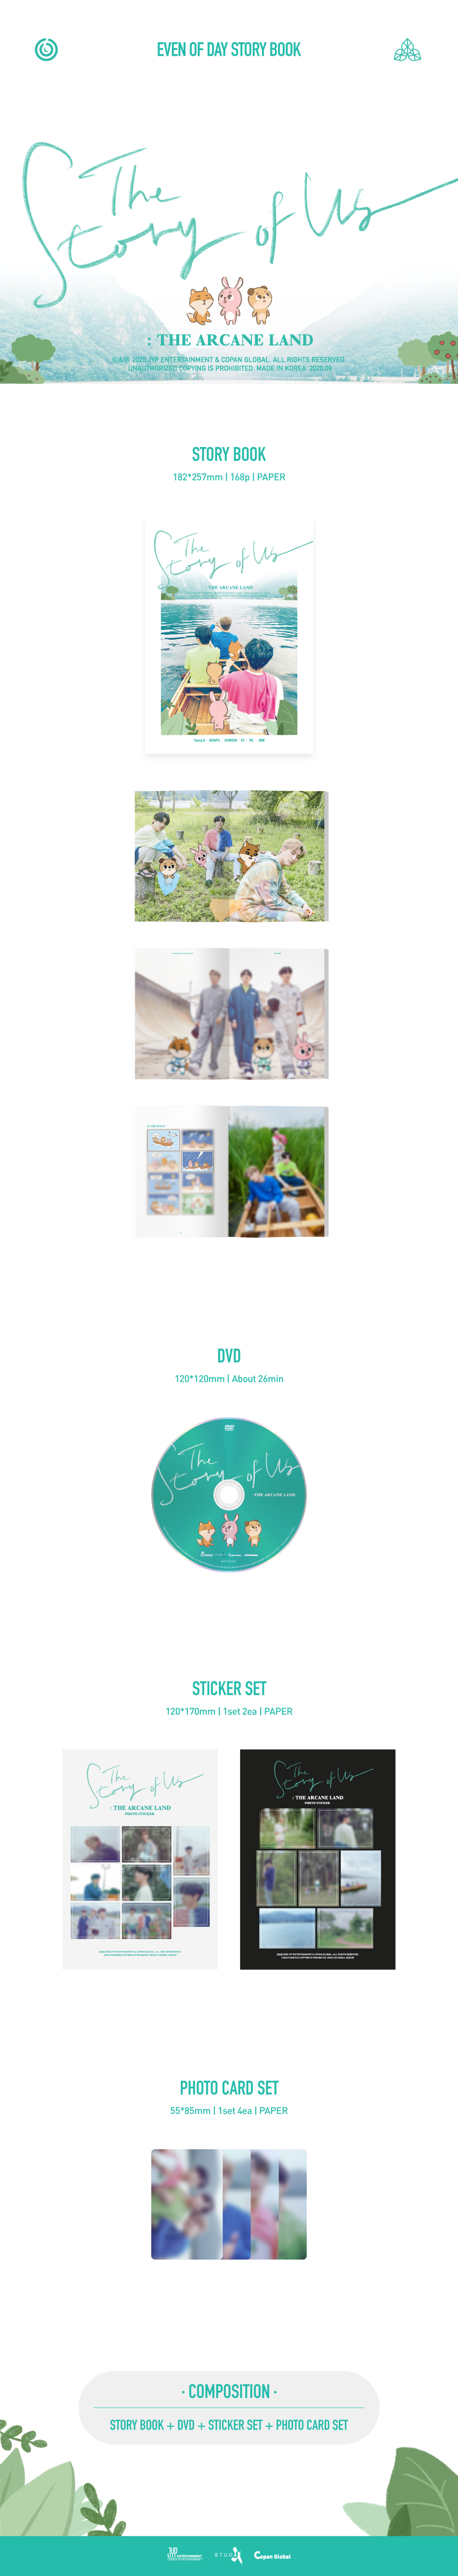 EVEN OF DAY STORY BOOK
The
Story of Us
: THE ARCANE LAND
©&℗ 2020 JYP ENTERTAINMENT & COPAN GLOBAL. ALL RIGHTS RESERVED.
UNAUTHORIZED COPYING IS PROHIBITED. MADE IN KOREA. 2020.09
STORY BOOK
182*257mm | 168p | PAPER
The
Story of Us
: THE ARCANE LAND
DVD
120*120mm | About 26min
DVD
The
Story of Us
: THE ARCANE LAND
STICKER SET
120*170mm | 1set 2ea | PAPER
The
Story of Us
: THE ARCANE LAND
PHOTO STICKER
The
Story of Us
: THE ARCANE LAND
PHOTO STICKER
PHOTO CARD SET
55*85mm | 1set 4ea | PAPER
· COMPOSITION ·
STORY BOOK + DVD + STICKER SET + PHOTO CARD SET
JYP ENTERTAINMENT
STUDIO
Copan Global